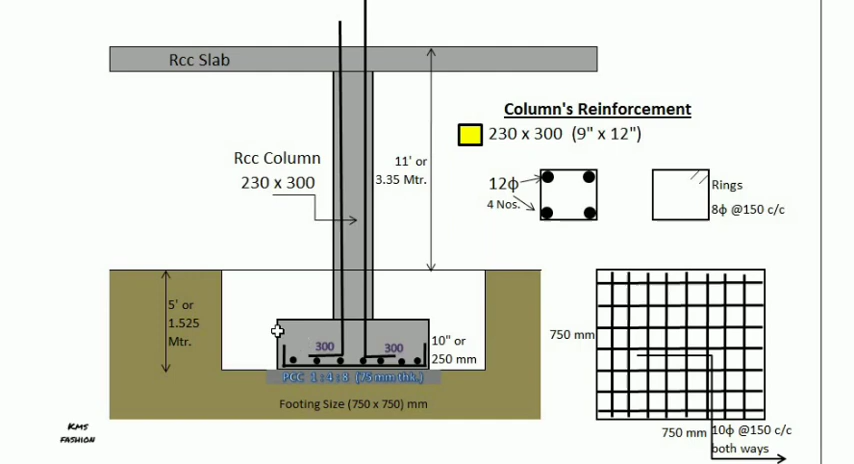 Rcc Slab
Column's Reinforcement
230 x 300 (9" x 12")
Rcc Column
230 x 300
11' or
3.35 Mtr.
12ϕ
4 Nos.
Rings
8ϕ @150 c/c
5' or
1.525
Mtr.
300
300
10" or
250 mm
PCC 1:4:8 (75mm thk.)
Footing Size (750 x 750) mm
750 mm
750 mm
10ϕ @150 c/c
both ways
KMS
FASHION